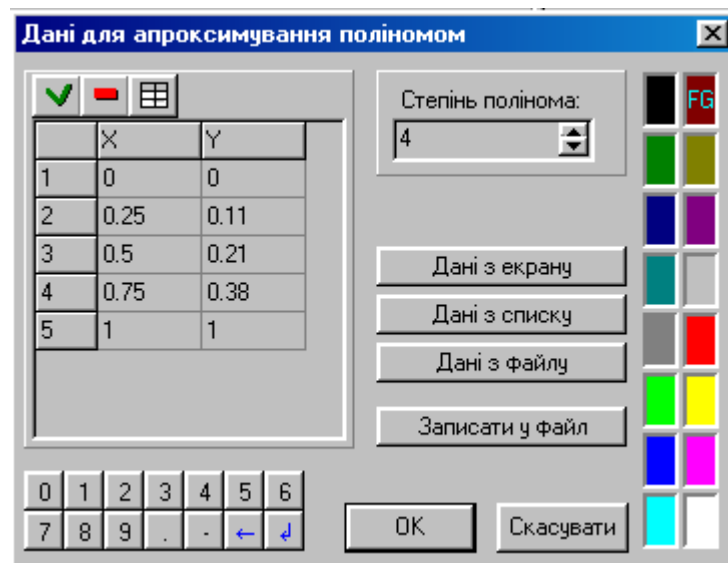 Дані для апроксимування поліномом
Степінь полінома:
4
FG
X Y
1 0 0
2 0.25 0.11
3 0.5 0.21
4 0.75 0.38
5 1 1
Дані з екрану
Дані з списку
Дані з файлу
Записати у файл
0 1 2 3 4 5 6
7 8 9 . - ← ↲
OK
Скасувати